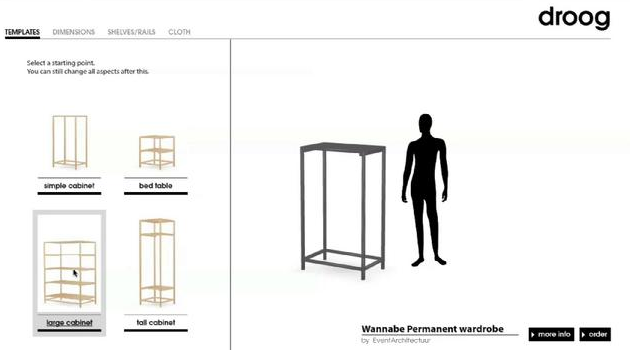 droog
TEMPLATES DIMENSIONS SHELVES/RAILS CLOTH
Select a starting point.
You can still change all aspects after this.
simple cabinet
bed table
large cabinet
tall cabinet
Wannabe Permanent wardrobe
by EventArchitectuur
more info
order